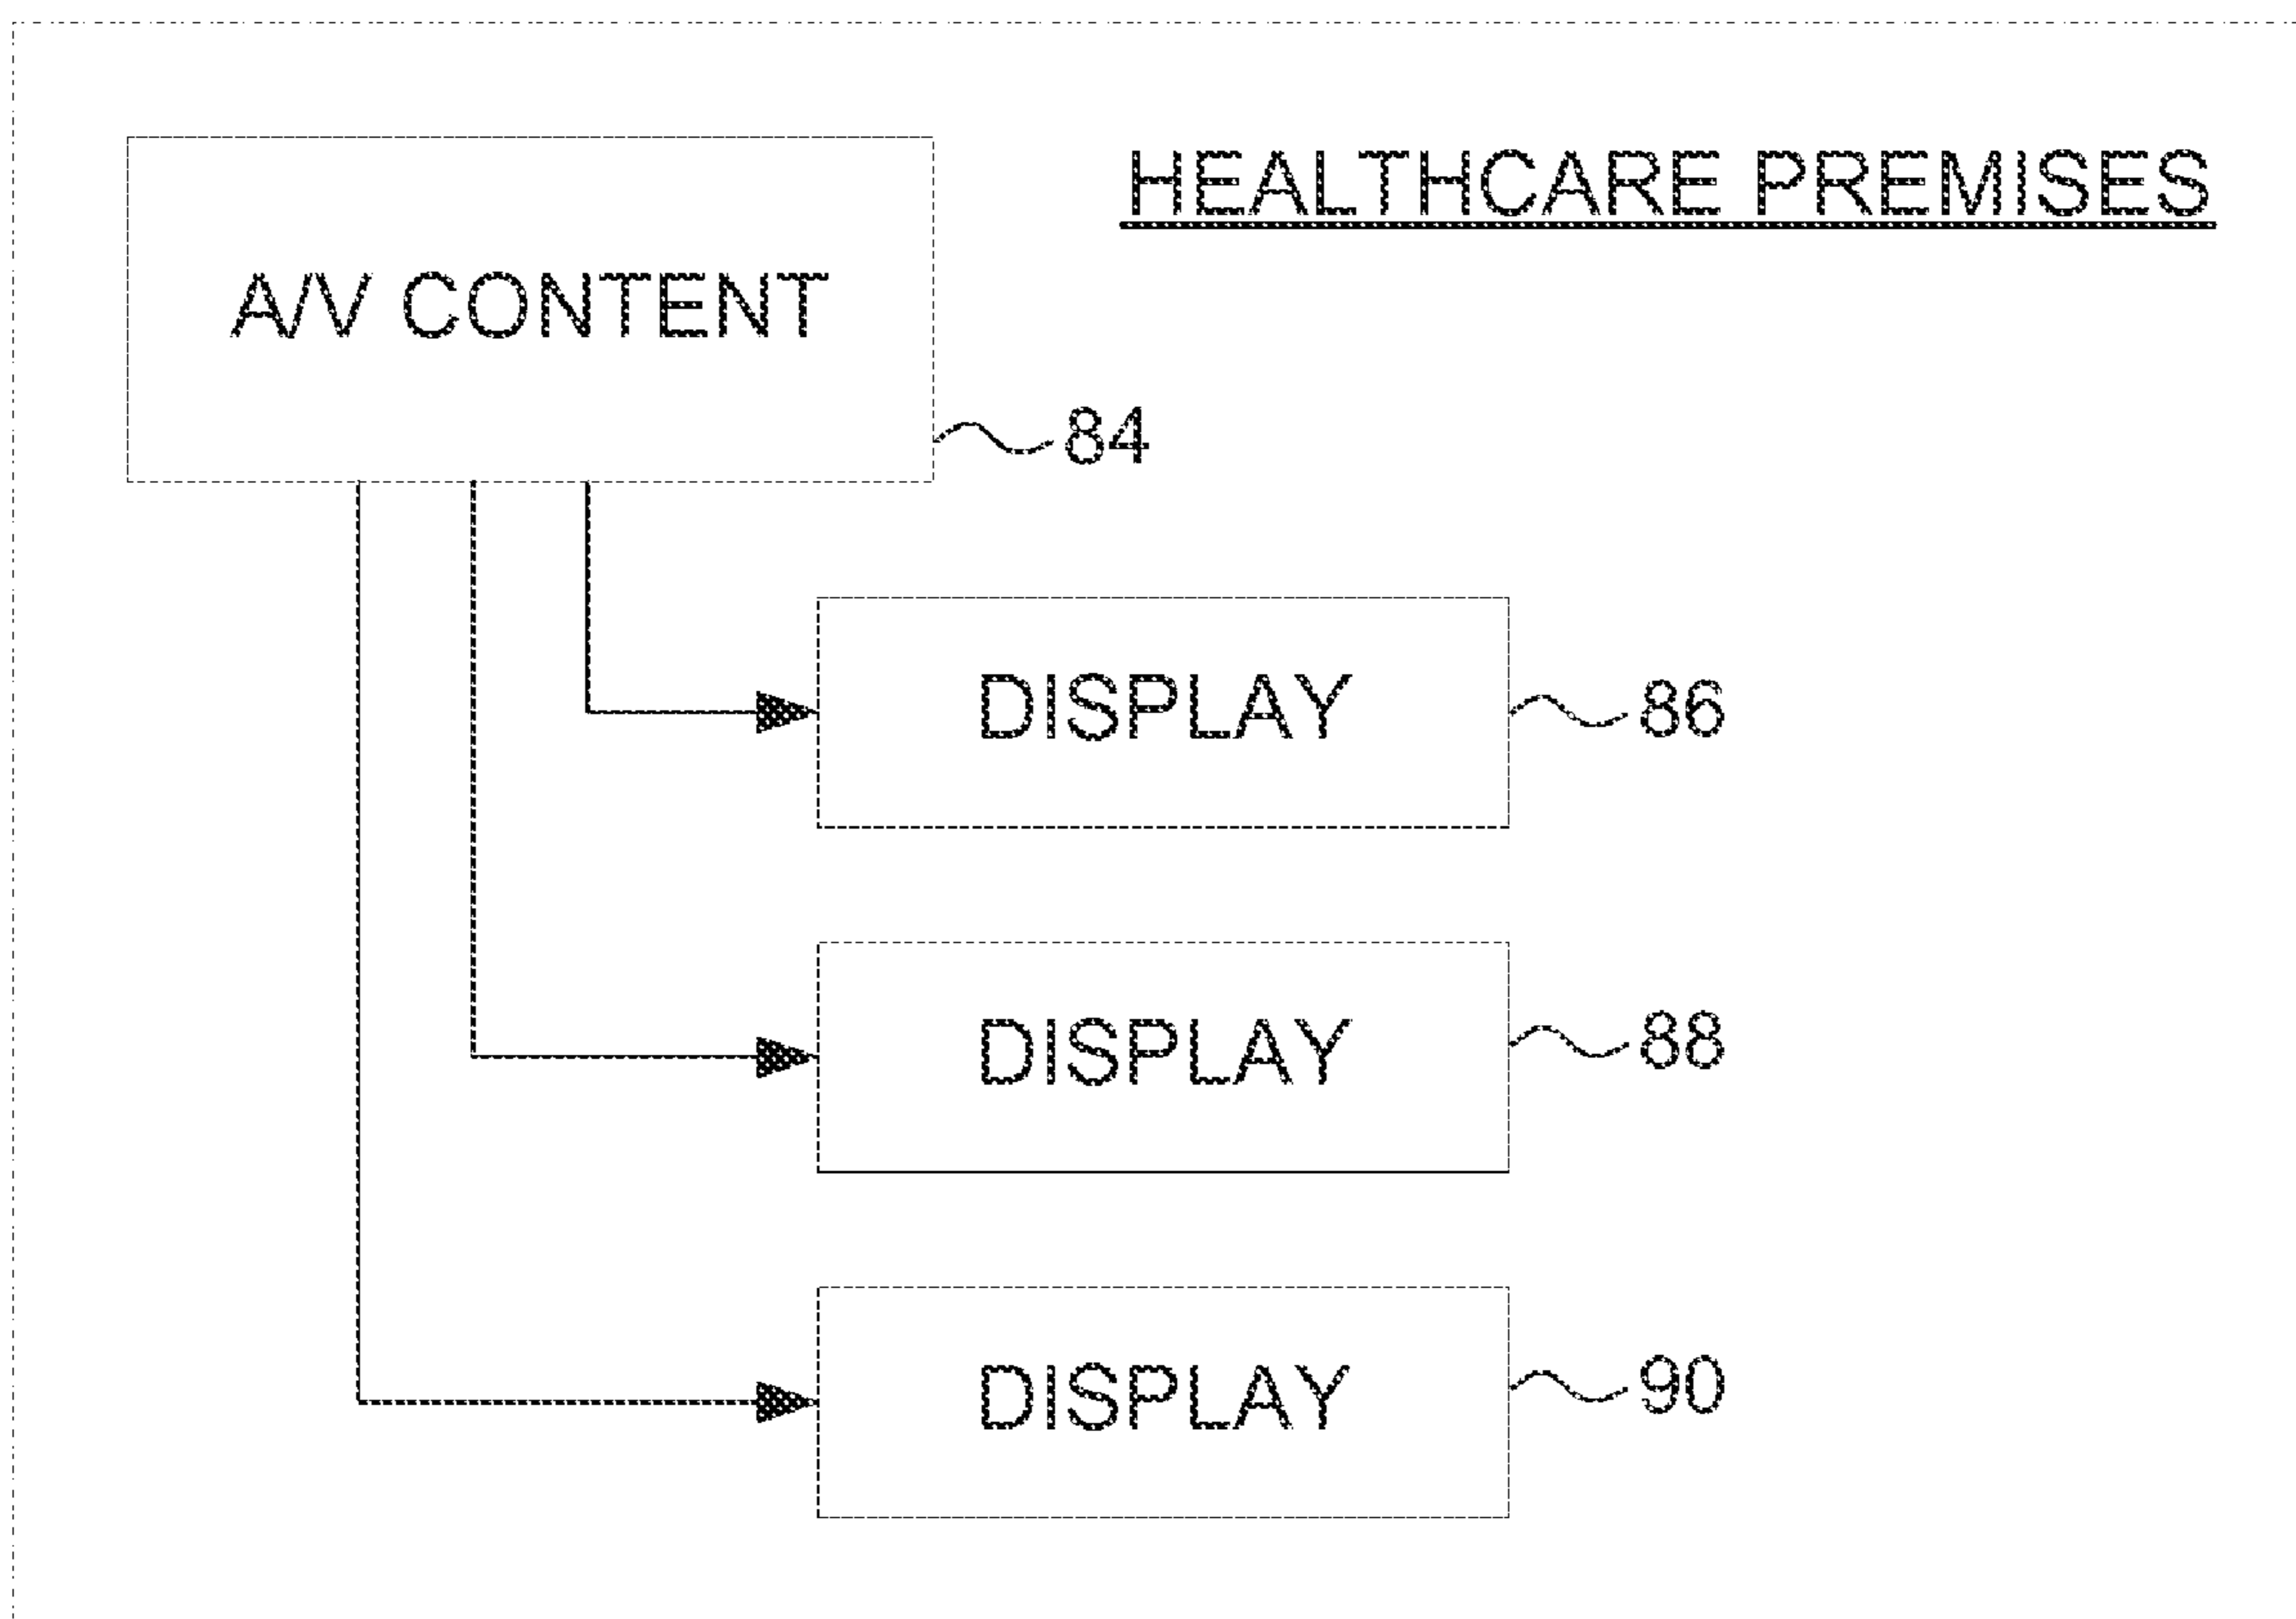 HEALTHCARE PREMISES
A/V CONTENT
84
DISPLAY
86
DISPLAY
88
DISPLAY
90